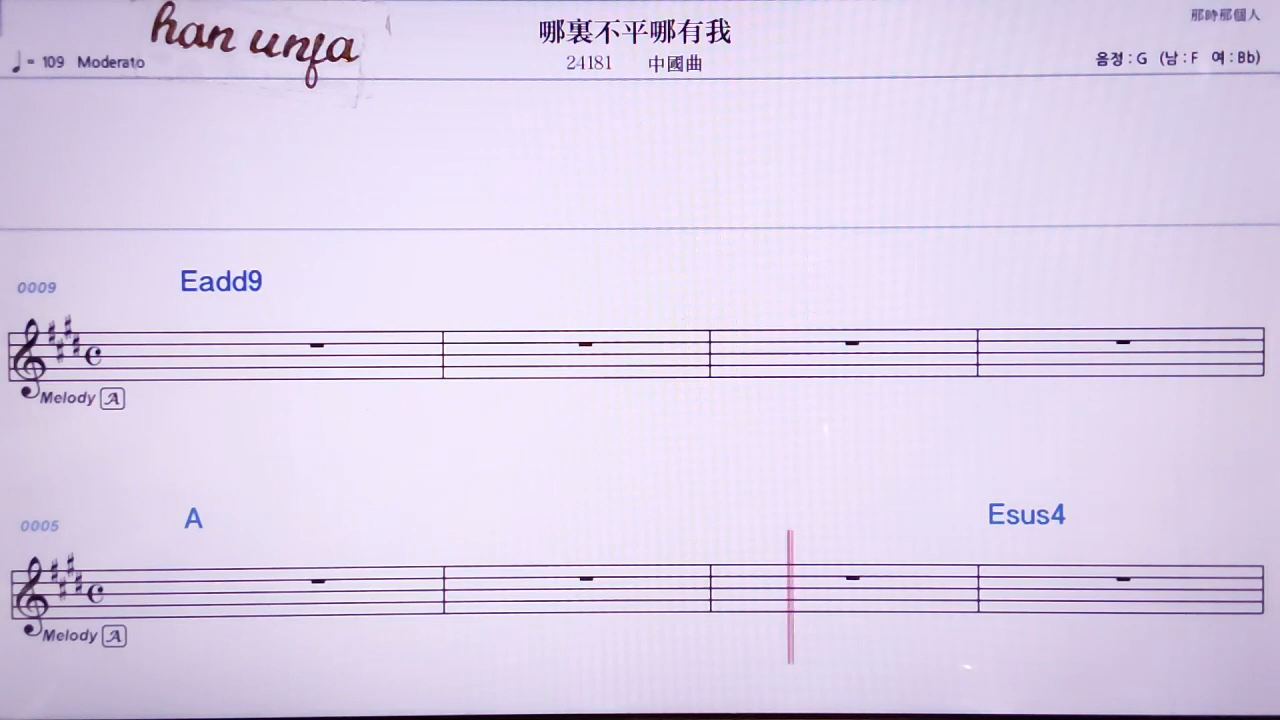 han unfa
哪裏不平哪有我
那時那個人
♩= 109 Moderato
24181 中國曲
음정 : G (남 : F 여 : Bb)
0009 Eadd9
Melody A
0005 A Esus4
Melody A